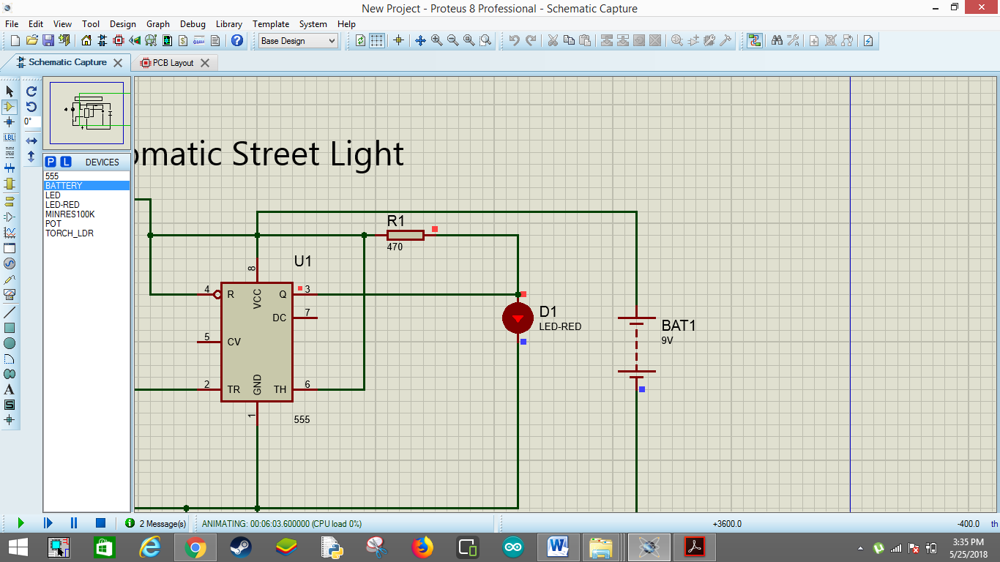 New Project - Proteus 8 Professional - Schematic Capture
File Edit View Tool Design Graph Debug Library Template System Help
Base Design
Schematic Capture
PCB Layout
0°
LBL
P L DEVICES
555
BATTERY
LED
LED-RED
MINRES100K
POT
TORCH_LDR
A
S
omatic Street Light
R1
470
U1
8
4 R VCC Q 3
DC 7
5 CV
2 TR GND TH 6
1
555
D1
LED-RED
BAT1
9V
2 Message(s)
ANIMATING: 00:06:03.600000 (CPU load 0%)
+3600.0
-400.0
th
3:35 PM
5/25/2018